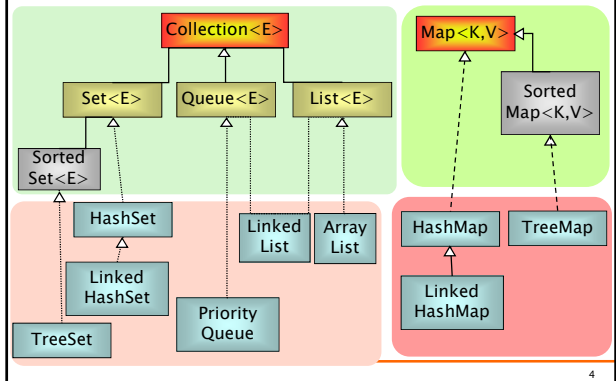 Collection<E>
Map<K,V>
Set<E>
Queue<E>
List<E>
Sorted
Map<K,V>
Sorted
Set<E>
HashSet
Linked
List
Array
List
HashMap
TreeMap
Linked
HashSet
Priority
Queue
Linked
HashMap
TreeSet
4